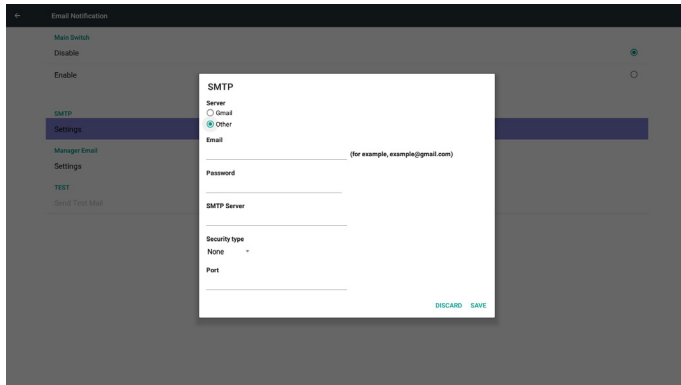 Email Notification
Main Switch
Disable
Enable
SMTP
Settings
Manager Email
Settings
TEST
Send Test Mail
SMTP
Server
Gmail
Other
Email
(for example, example@gmail.com)
Password
SMTP Server
Security type
None
Port
DISCARD SAVE